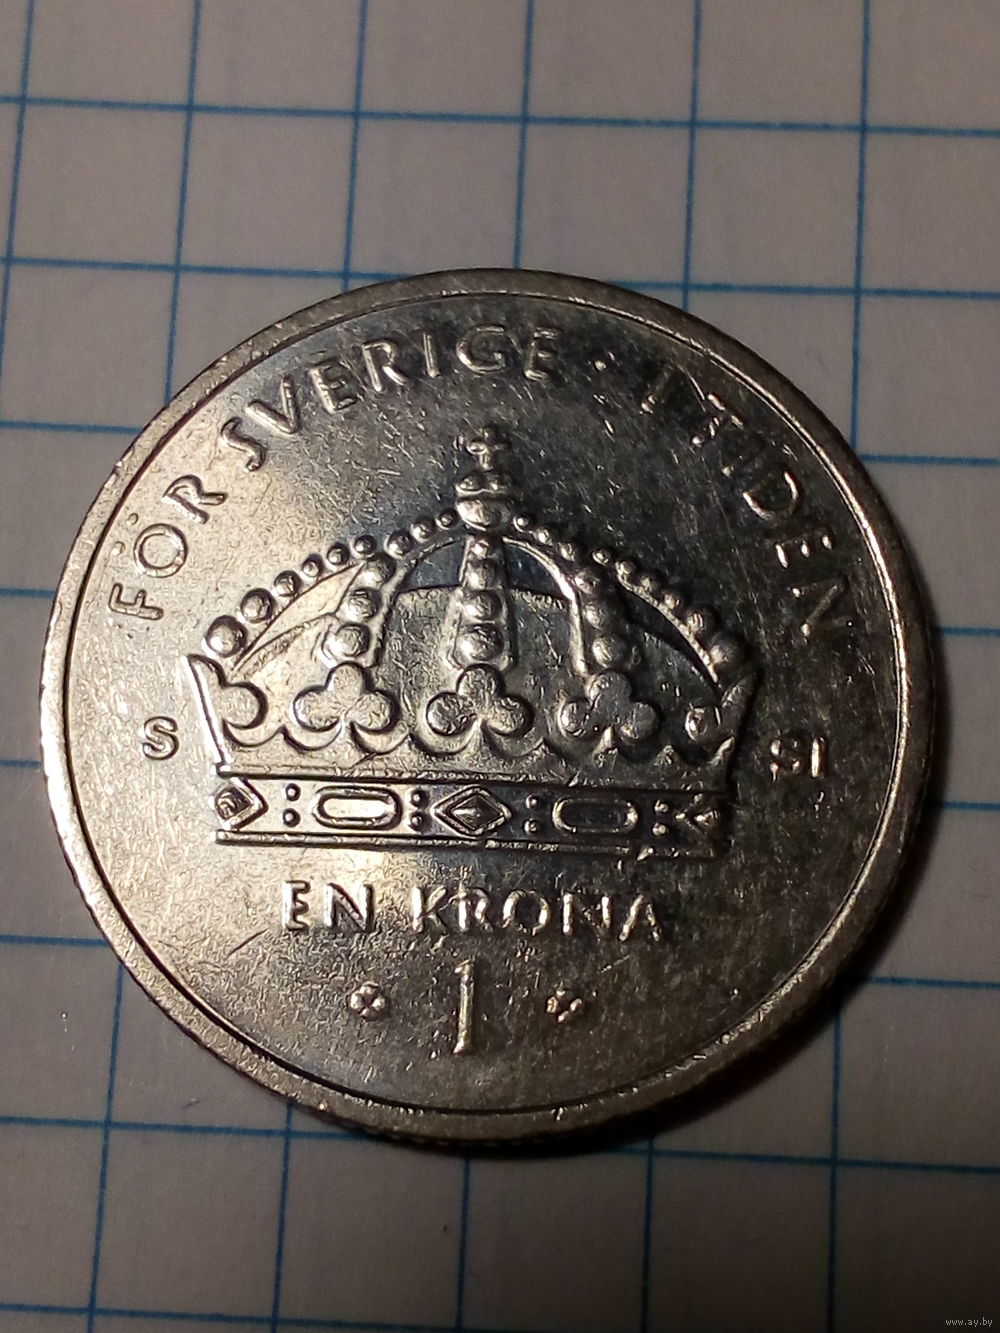 FÖR SVERIGE · I TIDEN
S
SI
EN KRONA
1
www.ay.by